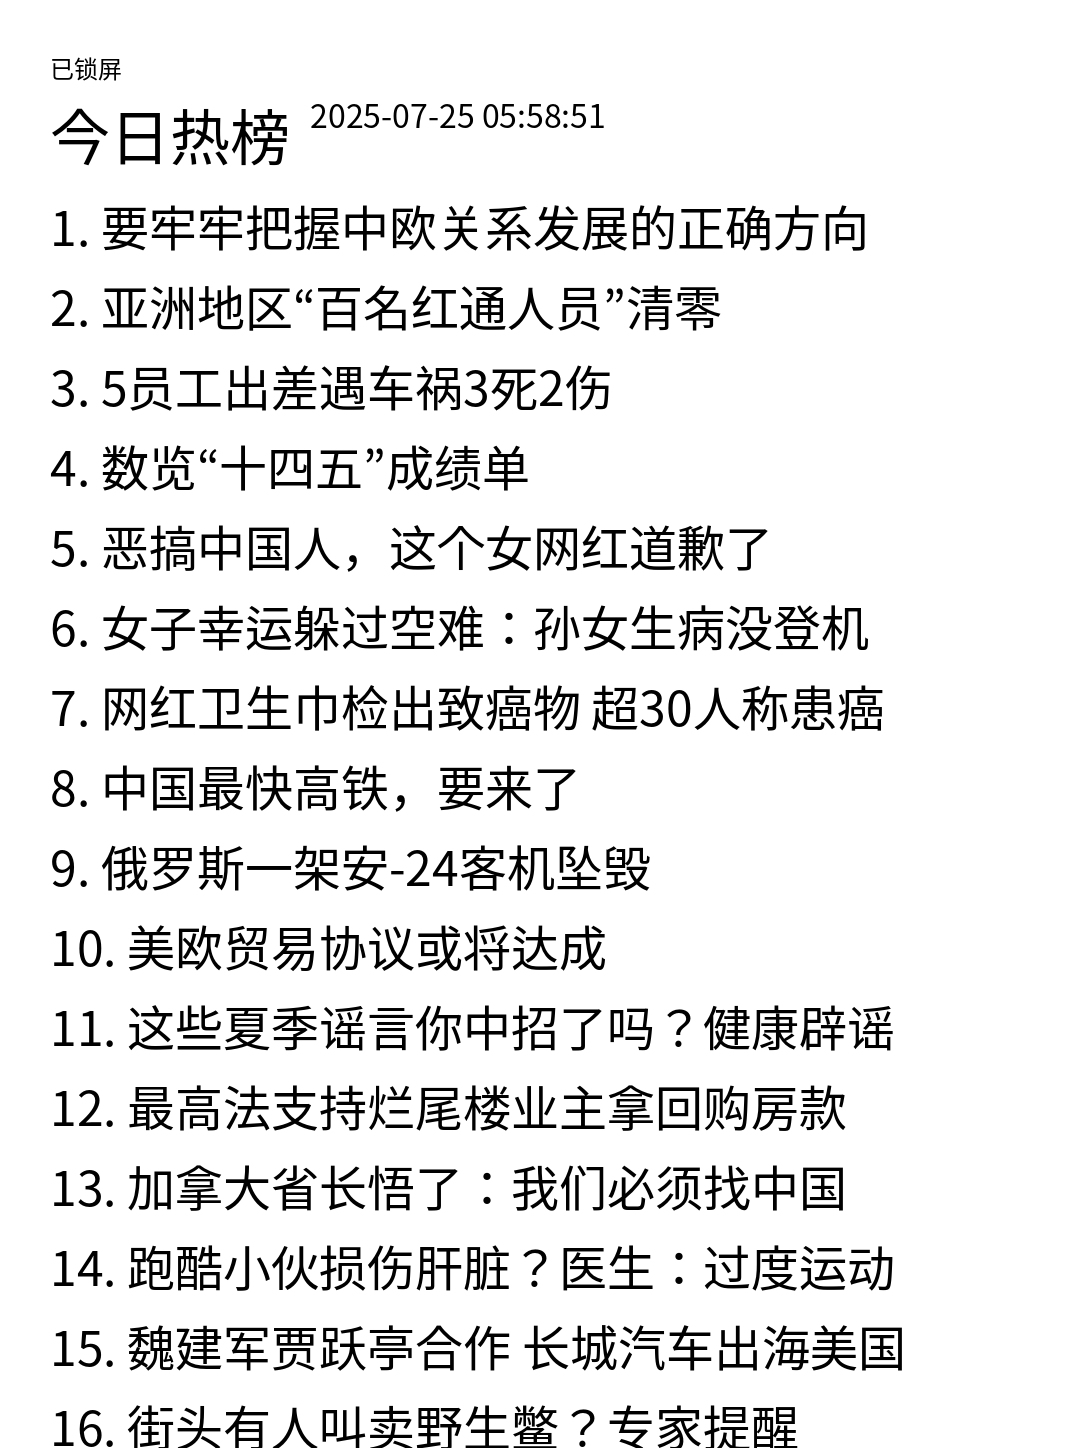 已锁屏
今日热榜 2025-07-25 05:58:51
1. 要牢牢把握中欧关系发展的正确方向
2. 亚洲地区“百名红通人员”清零
3. 5员工出差遇车祸3死2伤
4. 数览“十四五”成绩单
5. 恶搞中国人，这个女网红道歉了
6. 女子幸运躲过空难：孙女生病没登机
7. 网红卫生巾检出致癌物 超30人称患癌
8. 中国最快高铁，要来了
9. 俄罗斯一架安-24客机坠毁
10. 美欧贸易协议或将达成
11. 这些夏季谣言你中招了吗？健康辟谣
12. 最高法支持烂尾楼业主拿回购房款
13. 加拿大省长悟了：我们必须找中国
14. 跑酷小伙损伤肝脏？医生：过度运动
15. 魏建军贾跃亭合作 长城汽车出海美国
16. 街头有人叫卖野生鳖？专家提醒